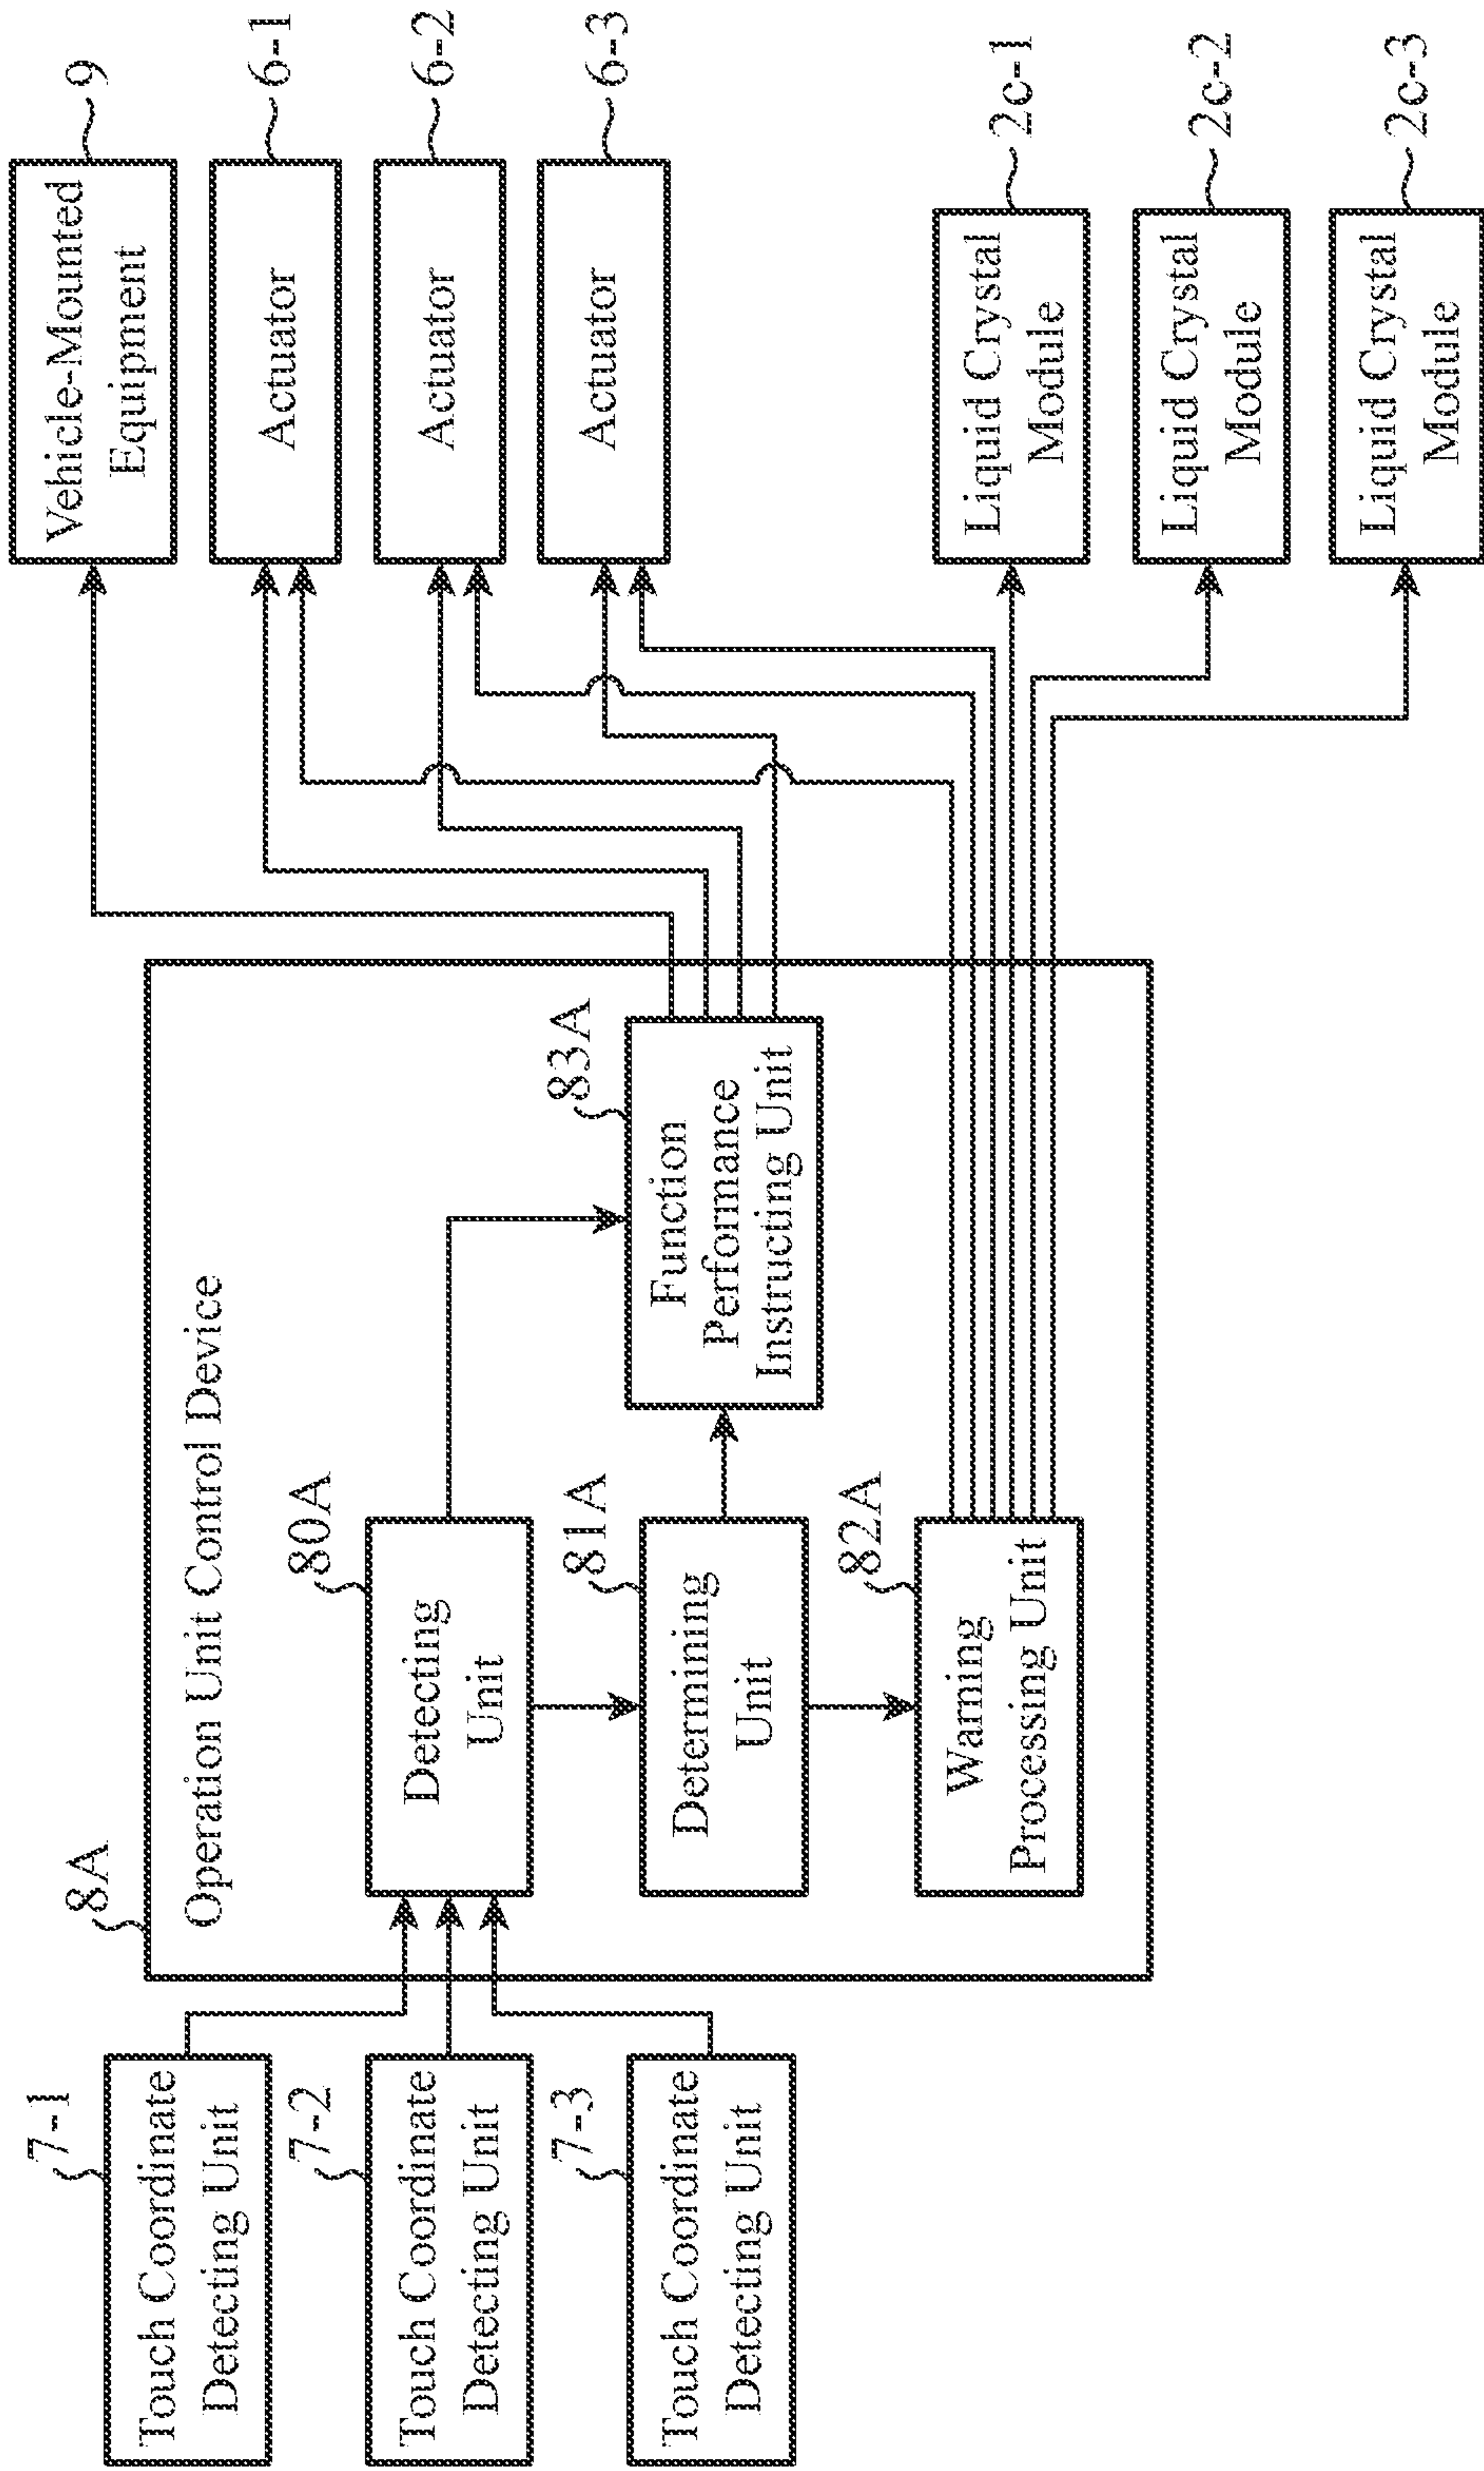 8A
Operation Unit Control Device
7-1
Touch Coordinate
Detecting Unit
7-2
Touch Coordinate
Detecting Unit
7-3
Touch Coordinate
Detecting Unit
80A
Detecting
Unit
81A
Determining
Unit
82A
Warning
Processing Unit
83A
Function
Performance
Instructing Unit
Vehicle-Mounted
Equipment
9
Actuator
6-1
Actuator
6-2
Actuator
6-3
Liquid Crystal
Module
2c-1
Liquid Crystal
Module
2c-2
Liquid Crystal
Module
2c-3